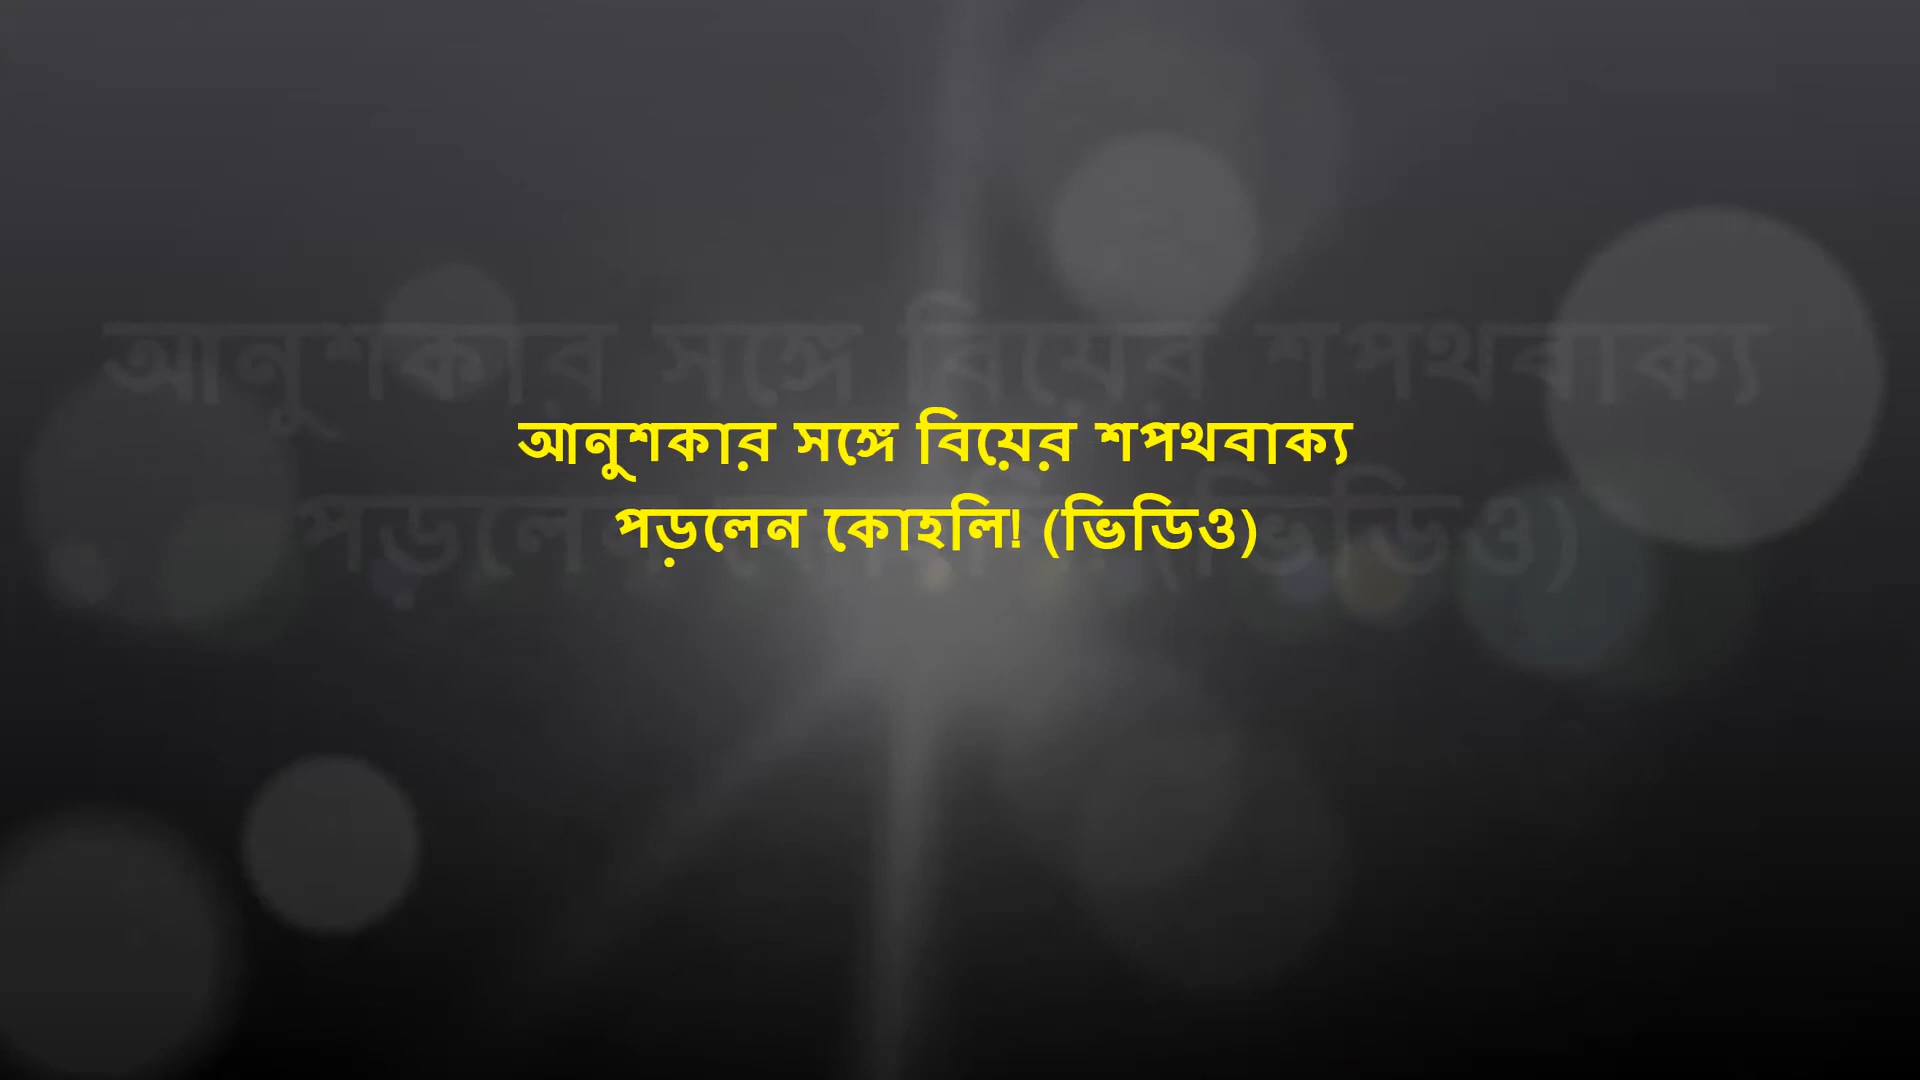 আনুশকার সঙ্গে বিয়ের শপথবাক্য
পড়লেন কোহলি! (ভিডিও)